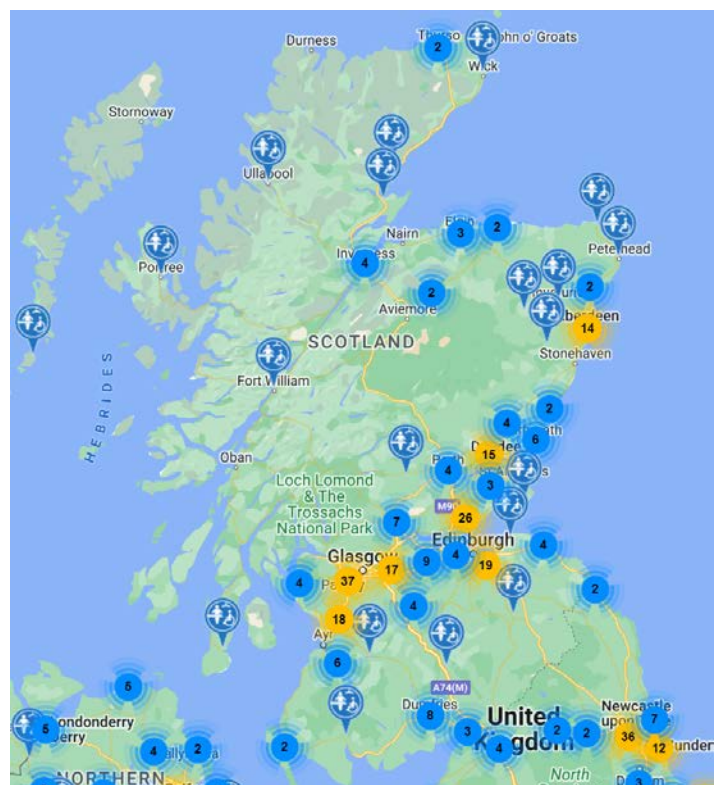 Durness
Thurso
John o' Groats
2
Wick
Stornoway
Ullapool
Elgin
3
2
Nairn
Inverness
4
Peterhead
Portree
2
2
Aviemore
Aberdeen
14
SCOTLAND
Stonehaven
HEBRIDES
Fort William
2
4
6
15
Oban
4
3
Loch Lomond
& The
Trossachs
National Park
M90
26
7
Edinburgh
4
4
Glasgow
9
19
17
4
37
2
4
18
Ayr
6
5
A74(M)
Dumfries
8
United
Kingdom
Newcastle
upon
7
5
Londonderry
3
2
2
36
12
4
2
2
4
NORTHERN
North
3